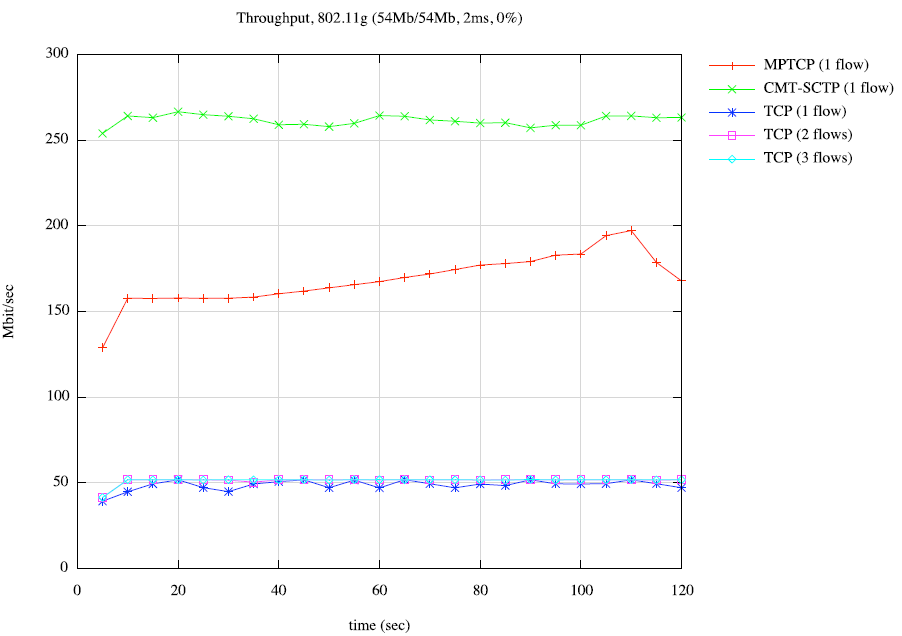 Throughput, 802.11g (54Mb/54Mb, 2ms, 0%)
300
250
200
150
100
50
0
0 20 40 60 80 100 120
Mbit/sec
time (sec)
MPTCP (1 flow)
CMT-SCTP (1 flow)
TCP (1 flow)
TCP (2 flows)
TCP (3 flows)